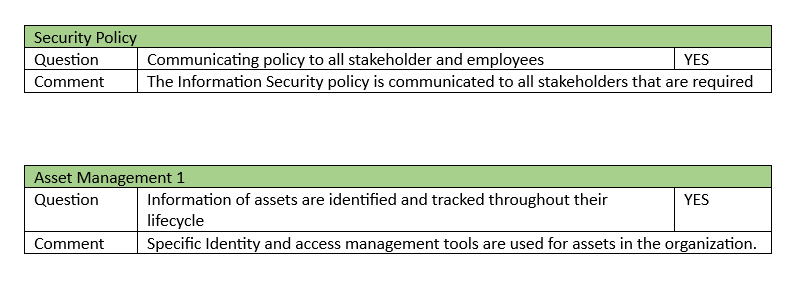 Security Policy
Question Communicating policy to all stakeholder and employees YES
Comment The Information Security policy is communicated to all stakeholders that are required
Asset Management 1
Question Information of assets are identified and tracked throughout their YES
lifecycle
Comment Specific Identity and access management tools are used for assets in the organization.